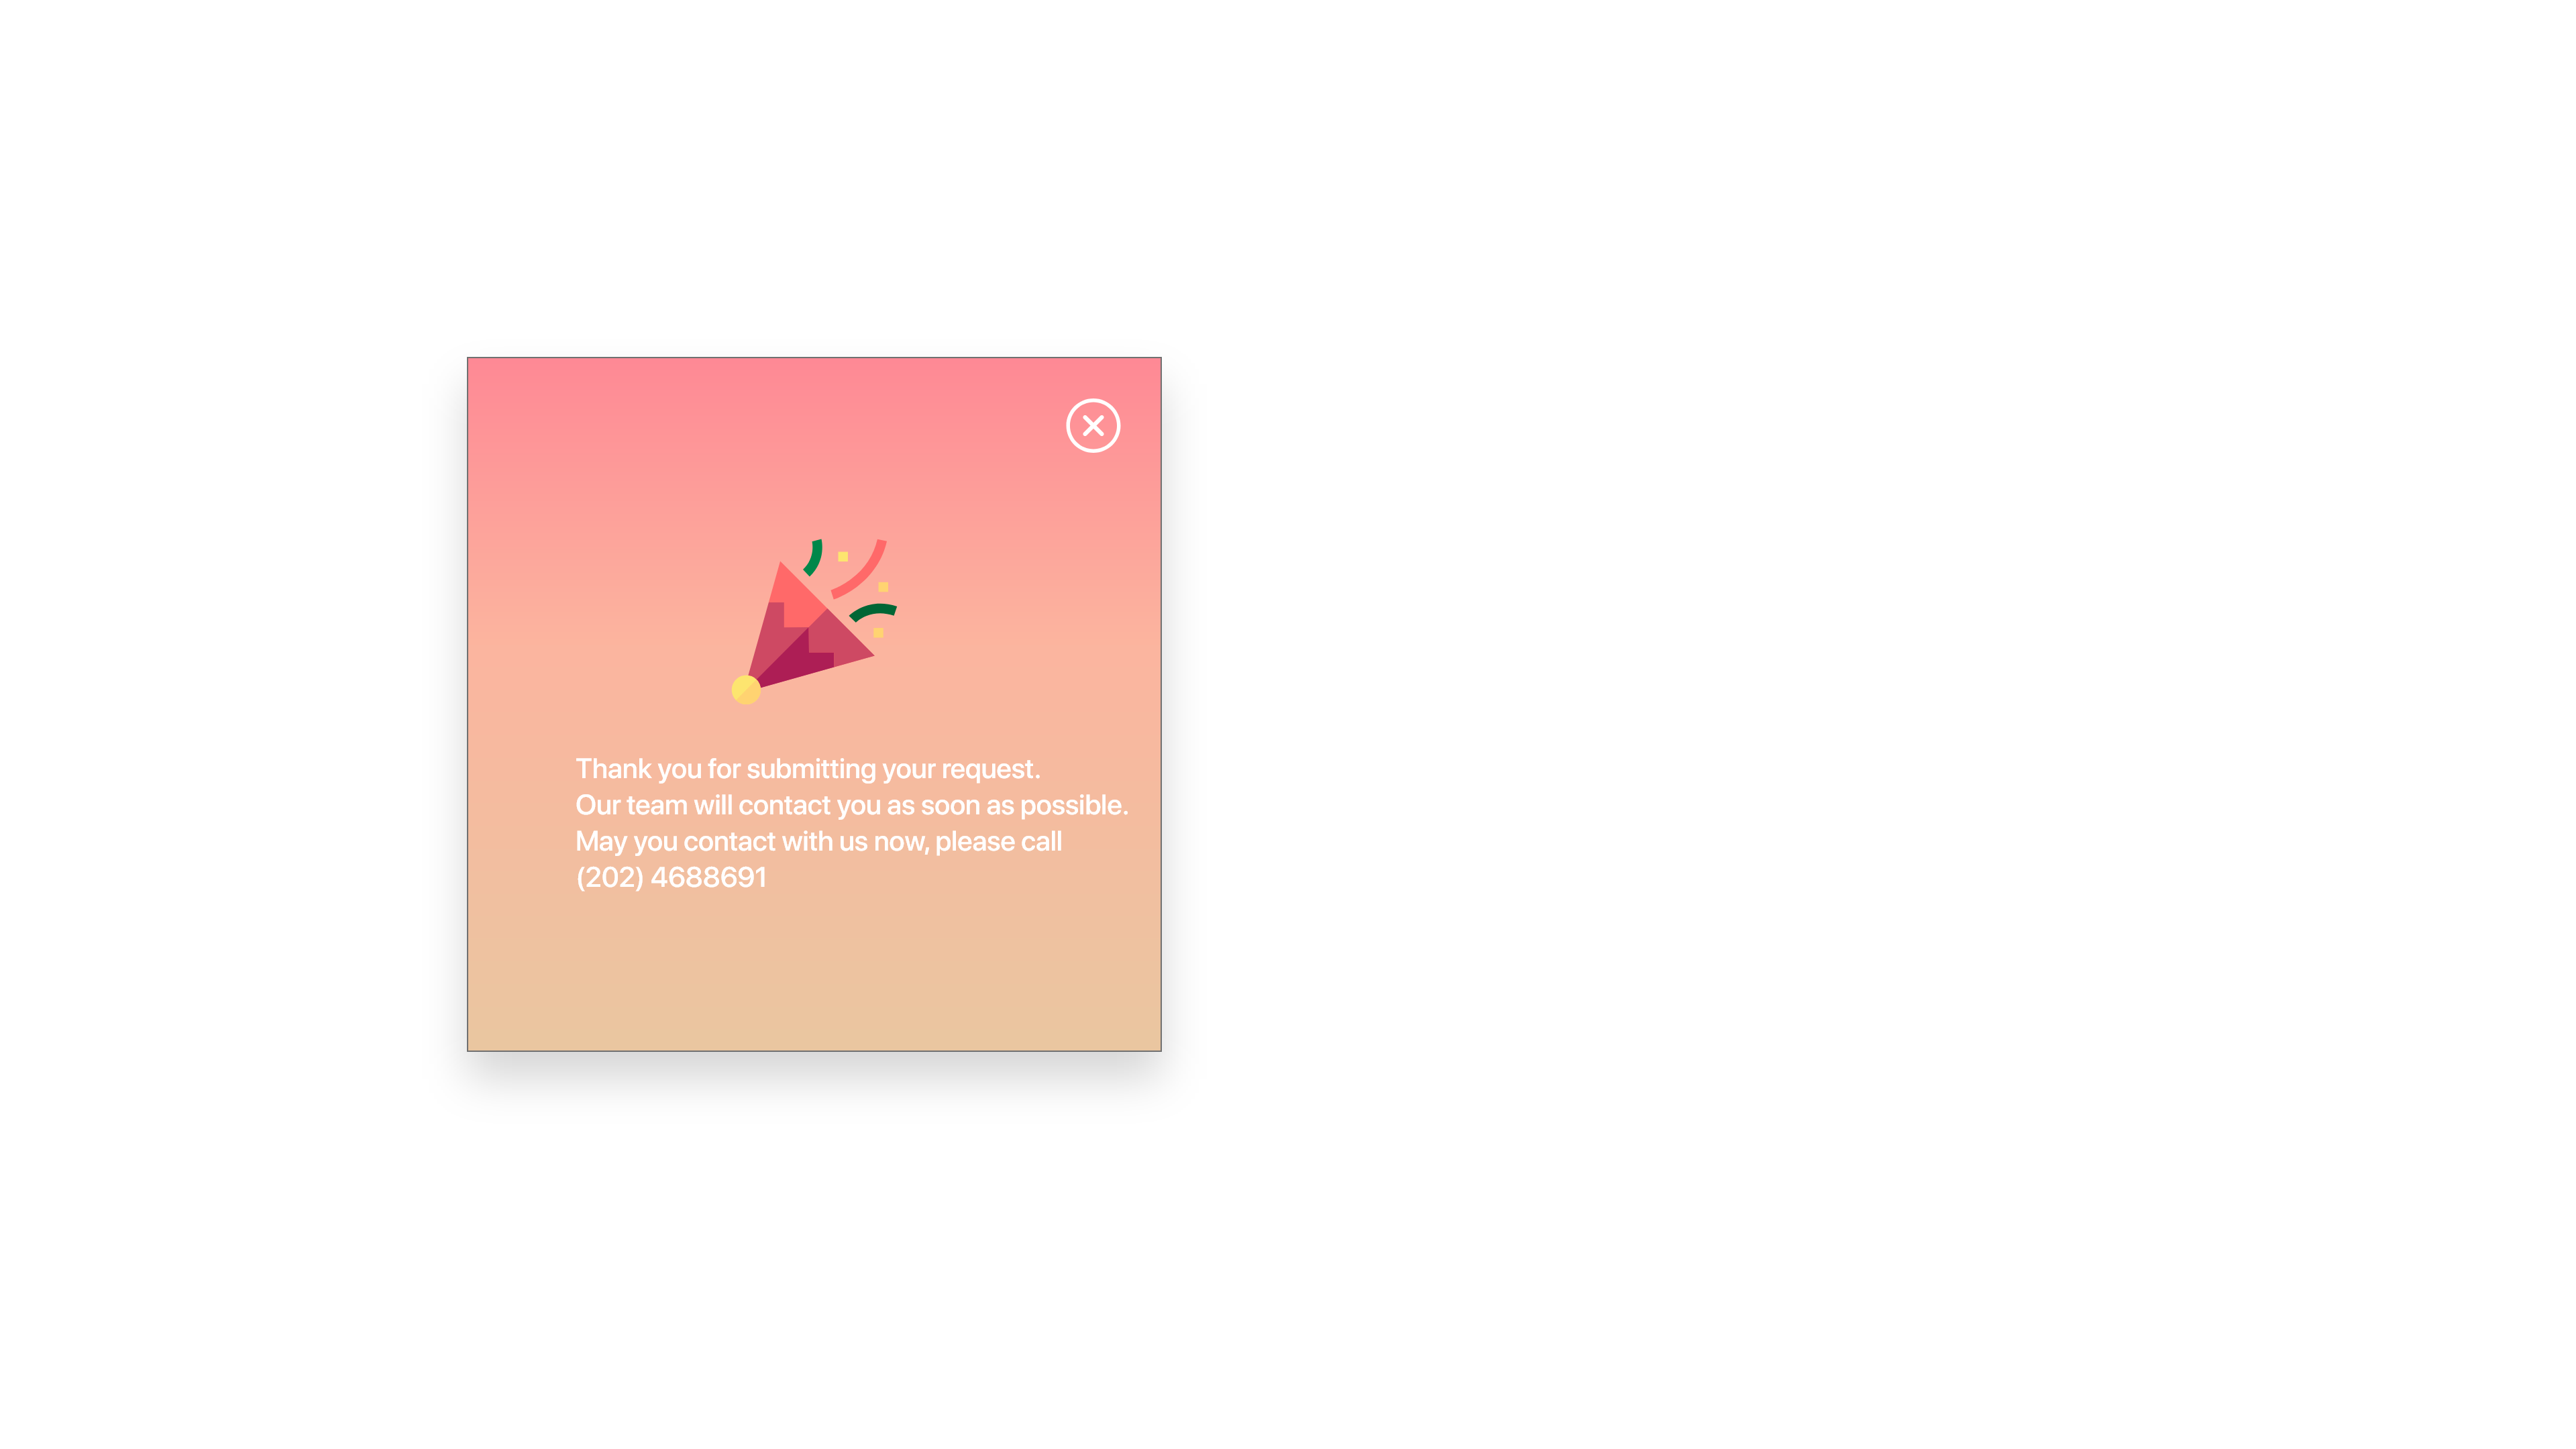 Thank you for submitting your request.
Our team will contact you as soon as possible.
May you contact with us now, please call
(202) 4688691